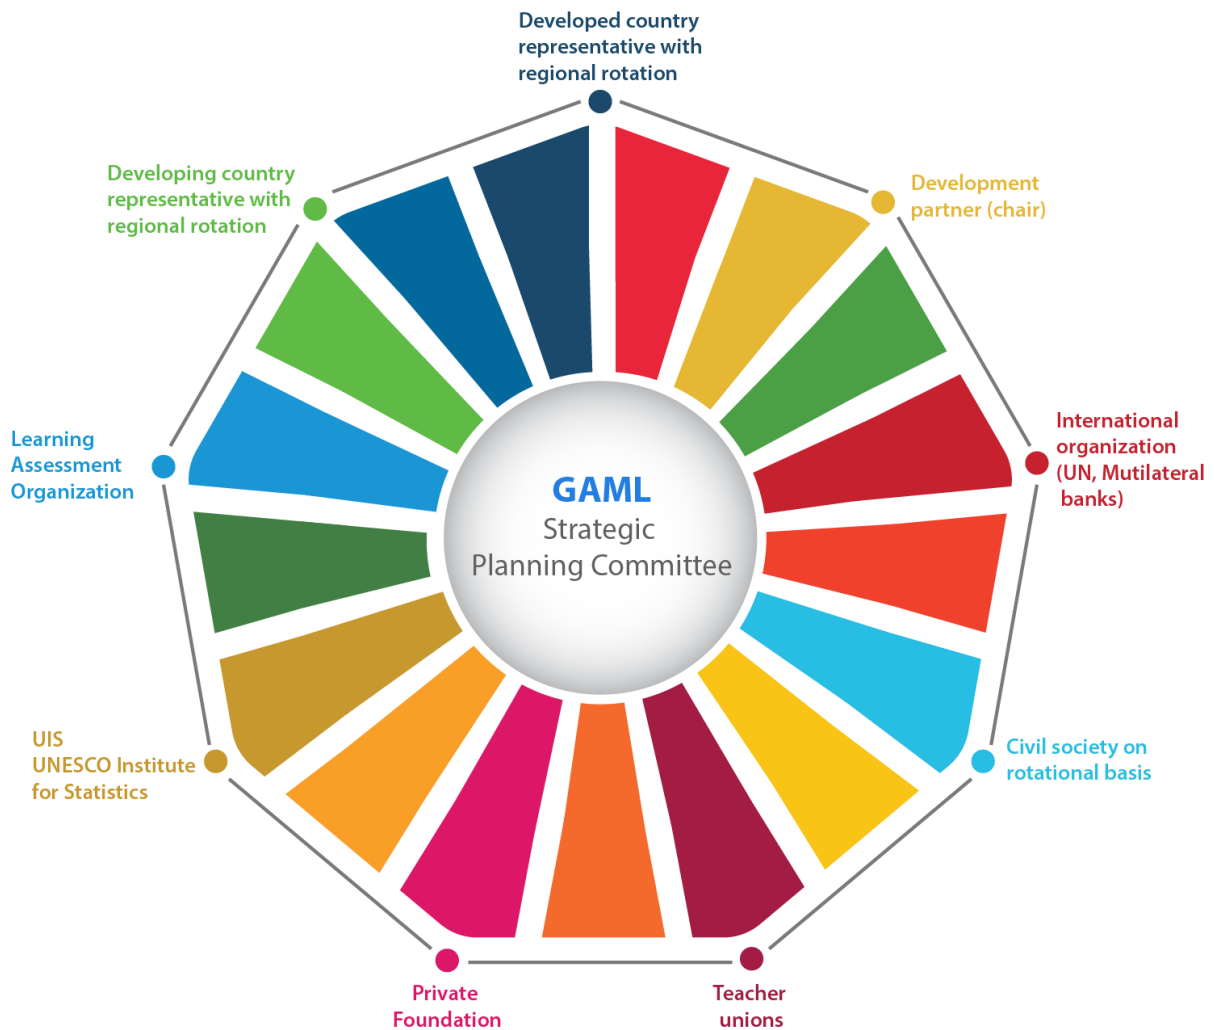 Developed country
representative with
regional rotation
Developing country
representative with
regional rotation
Development
partner (chair)
Learning
Assessment
Organization
International
organization
(UN, Mutilateral
banks)
GAML
Strategic
Planning Committee
UIS
UNESCO Institute
for Statistics
Civil society on
rotational basis
Private
Foundation
Teacher
unions